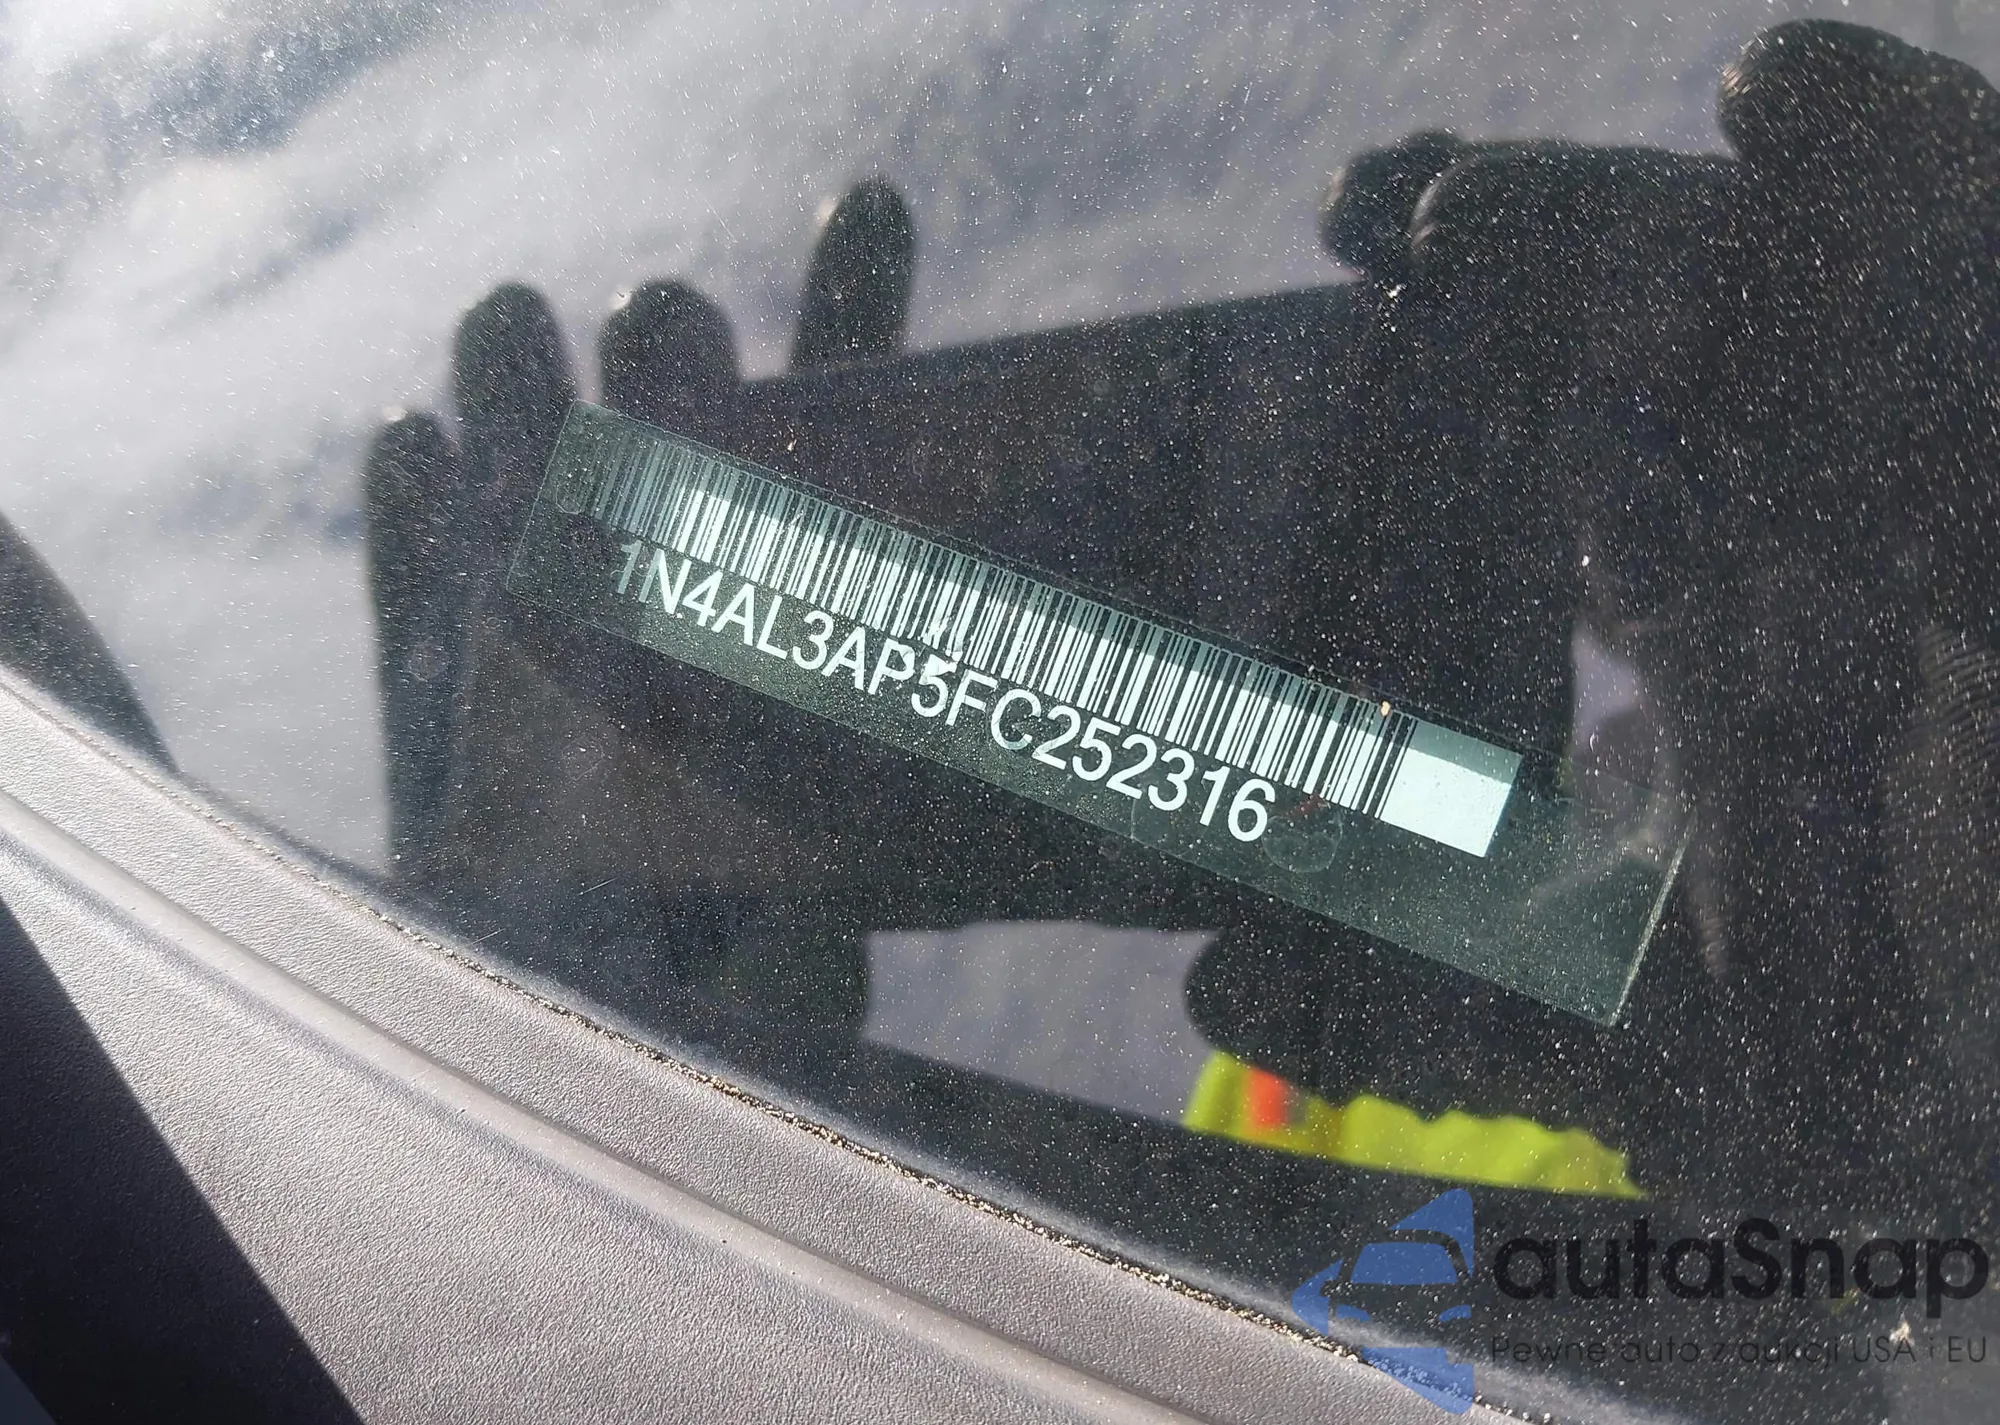 1N4AL3AP5FC252316
autaSnap
Pewne auto z aukcji USA i EU